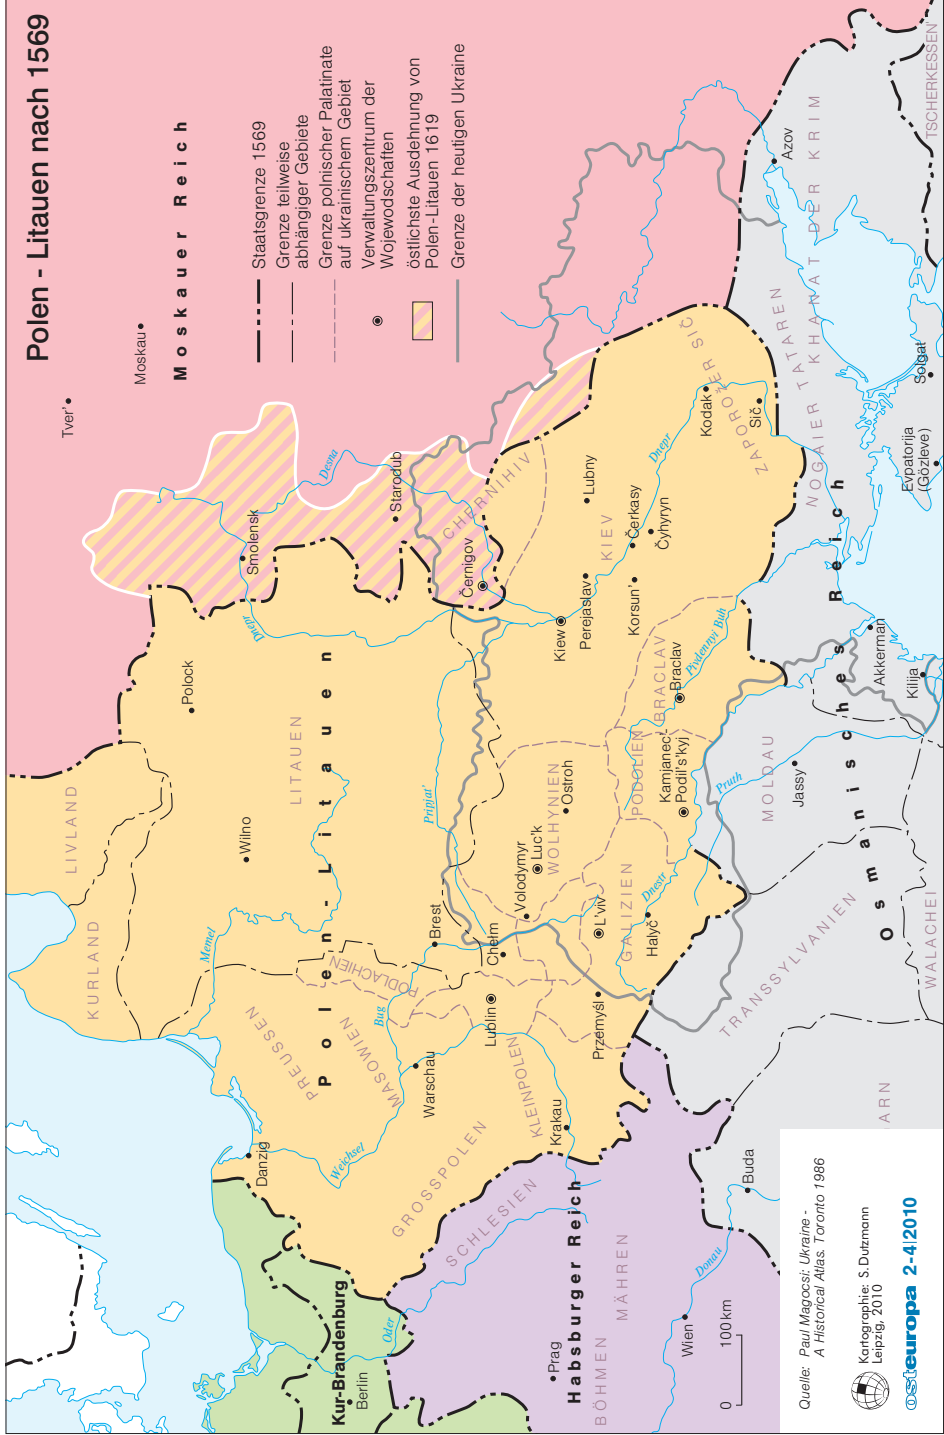 Polen - Litauen nach 1569
Moskauer Reich
Staatsgrenze 1569
Grenze teilweise
abhängiger Gebiete
Grenze polnischer Palatinate
auf ukrainischem Gebiet
Verwaltungszentrum der
Wojewodschaften
östlichste Ausdehnung von
Polen-Litauen 1619
Grenze der heutigen Ukraine
Tver'
Moskau
Smolensk
Desna
Starodub
CHERNIHIV
Černigov
Dnepr
Polock
LIVLAND
KURLAND
LITAUEN
Wilno
Memel
Polen-Litauen
Pripjat'
PREUSSEN
MASOWIEN
PODLACHIEN
Bug
Brest
Danzig
Weichsel
Warschau
GROSSPOLEN
KLEINPOLEN
Krakau
Lublin
Chełm
Volodymyr
Luc'k
WOLHYNIEN
Ostroh
Kiew
Perejaslav
KIEV
Lubny
Čerkasy
Čyhyryn
Korsun'
Dnepr
Kodak
Sič
ZAPOROŽER SIČ
BRACLAV
Braclav
Pivdennyi Buh
PODOLIEN
Kamjanec-
Podil's'kyj
GALIZIEN
L'viv
Halyč
Dnestr
Przemyśl
Pruth
MOLDAU
Jassy
TRANSSYLVANIEN
WALACHEI
Osmanisches Reich
Akkerman
Kilija
NOGAIER TATAREN
KHANAT DER KRIM
Azov
TSCHERKESSEN
Solgat
Evpatorija
(Gözleve)
Kur-Brandenburg
Berlin
Oder
SCHLESIEN
Habsburger Reich
Prag
BÖHMEN
MÄHREN
Wien
Donau
Buda
ARN
0 100km
Quelle: Paul Magocsi: Ukraine -
A Historical Atlas. Toronto 1986
Kartographie: S.Dutzmann
Leipzig, 2010
osteuropa 2-4|2010